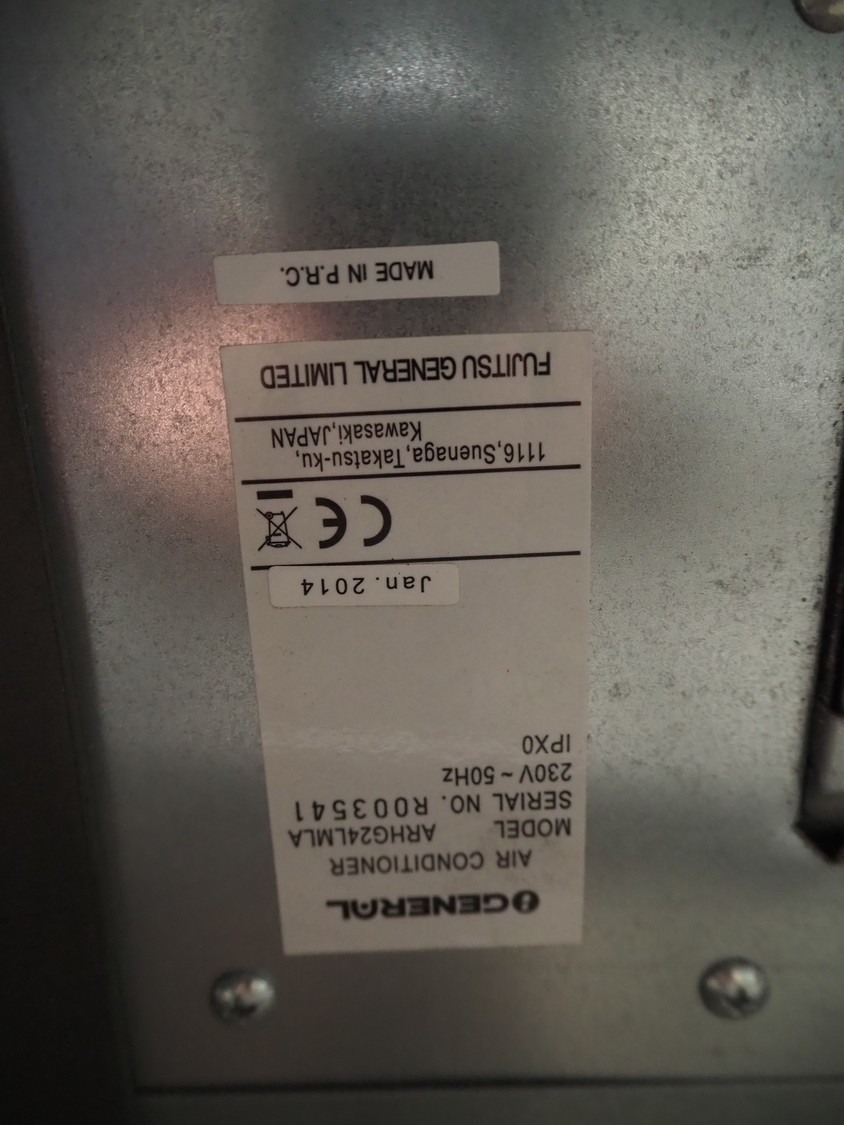 GENERAL
AIR CONDITIONER
MODEL ARHG24LMLA
SERIAL NO. R003541
230V ~ 50Hz
IPX0
Jan. 2014
CE
1116,Suenaga,Takatsu-ku,
Kawasaki,JAPAN
FUJITSU GENERAL LIMITED
MADE IN P.R.C.